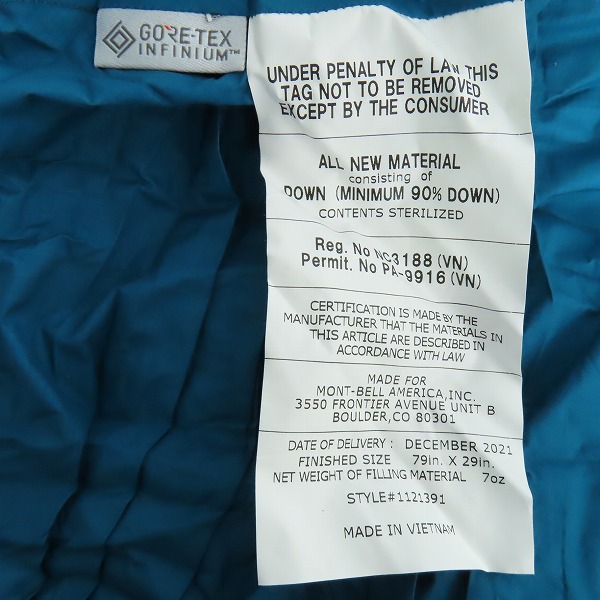 GORE-TEX
INFINIUM™
UNDER PENALTY OF LAW THIS
TAG NOT TO BE REMOVED
EXCEPT BY THE CONSUMER
ALL NEW MATERIAL
consisting of
DOWN (MINIMUM 90% DOWN)
CONTENTS STERILIZED
Reg. No NC3188 (VN)
Permit. No PA-9916 (VN)
CERTIFICATION IS MADE BY THE
MANUFACTURER THAT THE MATERIALS IN
THIS ARTICLE ARE DESCRIBED IN
ACCORDANCE WITH LAW
MADE FOR
MONT-BELL AMERICA,INC.
3550 FRONTIER AVENUE UNIT B
BOULDER,CO 80301
DATE OF DELIVERY : DECEMBER 2021
FINISHED SIZE 79in. X 29in.
NET WEIGHT OF FILLING MATERIAL 7oz
STYLE#1121391
MADE IN VIETNAM